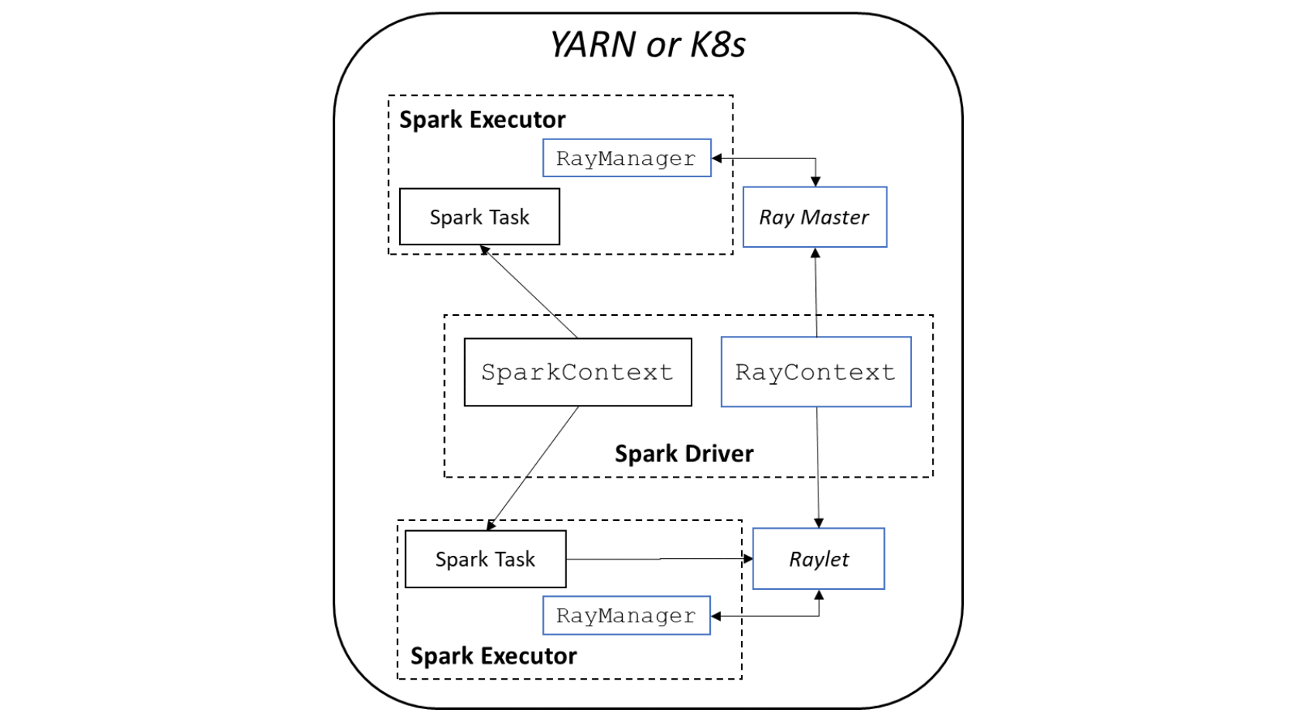 YARN or K8s
Spark Executor
RayManager
Spark Task
Ray Master
SparkContext
RayContext
Spark Driver
Spark Task
Raylet
RayManager
Spark Executor